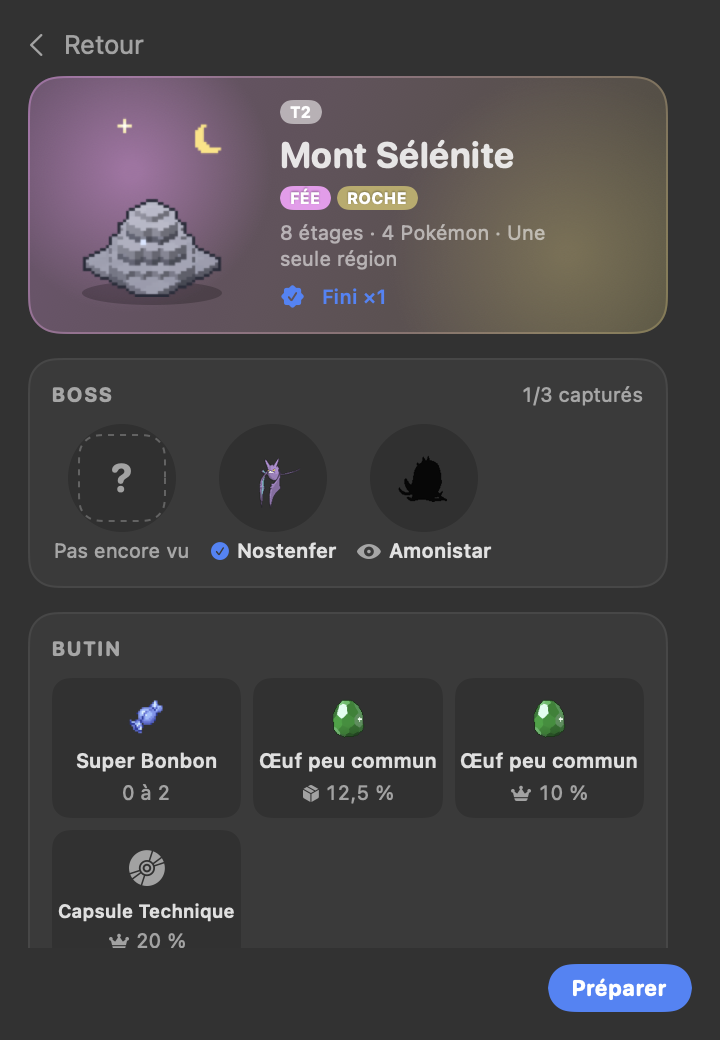 Retour
T2
Mont Sélénite
FÉE ROCHE
8 étages · 4 Pokémon · Une
seule région
Fini ×1
BOSS 1/3 capturés
?
Pas encore vu Nostenfer Amonistar
BUTIN
Super Bonbon Œuf peu commun Œuf peu commun
0 à 2 12,5 % 10 %
Capsule Technique
20 %
Préparer